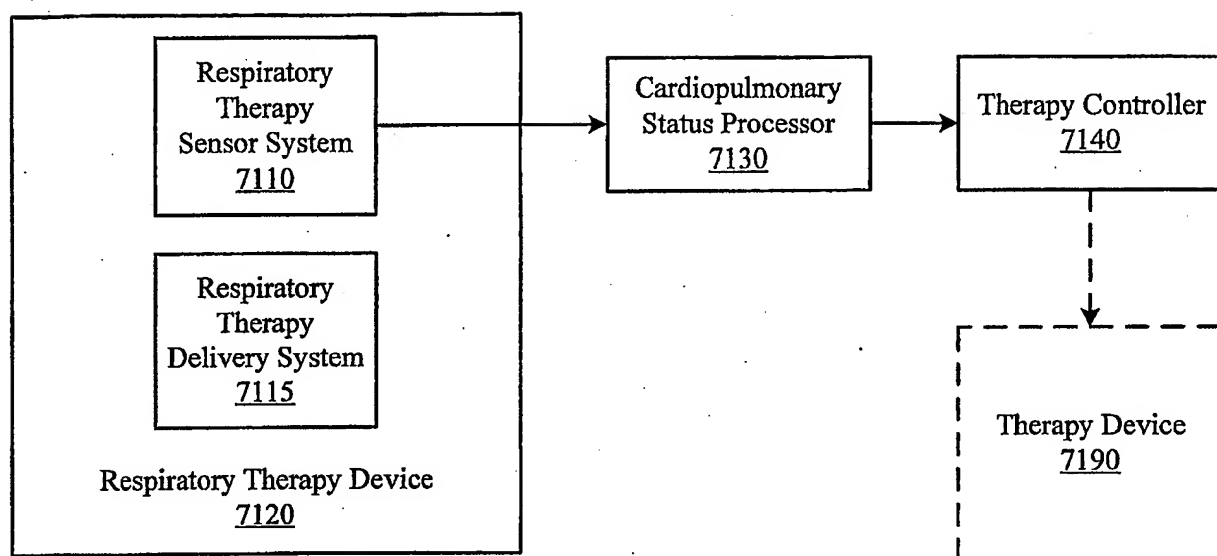 Respiratory
Therapy
Sensor System
7110
Cardiopulmonary
Status Processor
7130
Therapy Controller
7140
Respiratory
Therapy
Delivery System
7115
Respiratory Therapy Device
7120
Therapy Device
7190